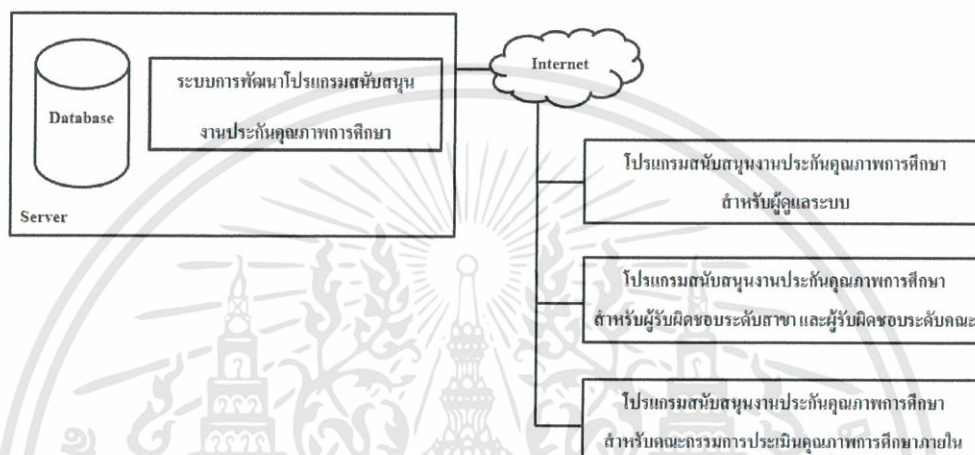 ระบบการพัฒนาโปรแกรมสนับสนุน
งานประกันคุณภาพการศึกษา
Database
Server
Internet
โปรแกรมสนับสนุนงานประกันคุณภาพการศึกษา
สำหรับผู้ดูแลระบบ
โปรแกรมสนับสนุนงานประกันคุณภาพการศึกษา
สำหรับผู้รับผิดชอบระดับสาขา และผู้รับผิดชอบระดับคณะ
โปรแกรมสนับสนุนงานประกันคุณภาพการศึกษา
สำหรับคณะกรรมการประเมินคุณภาพการศึกษาภายใน